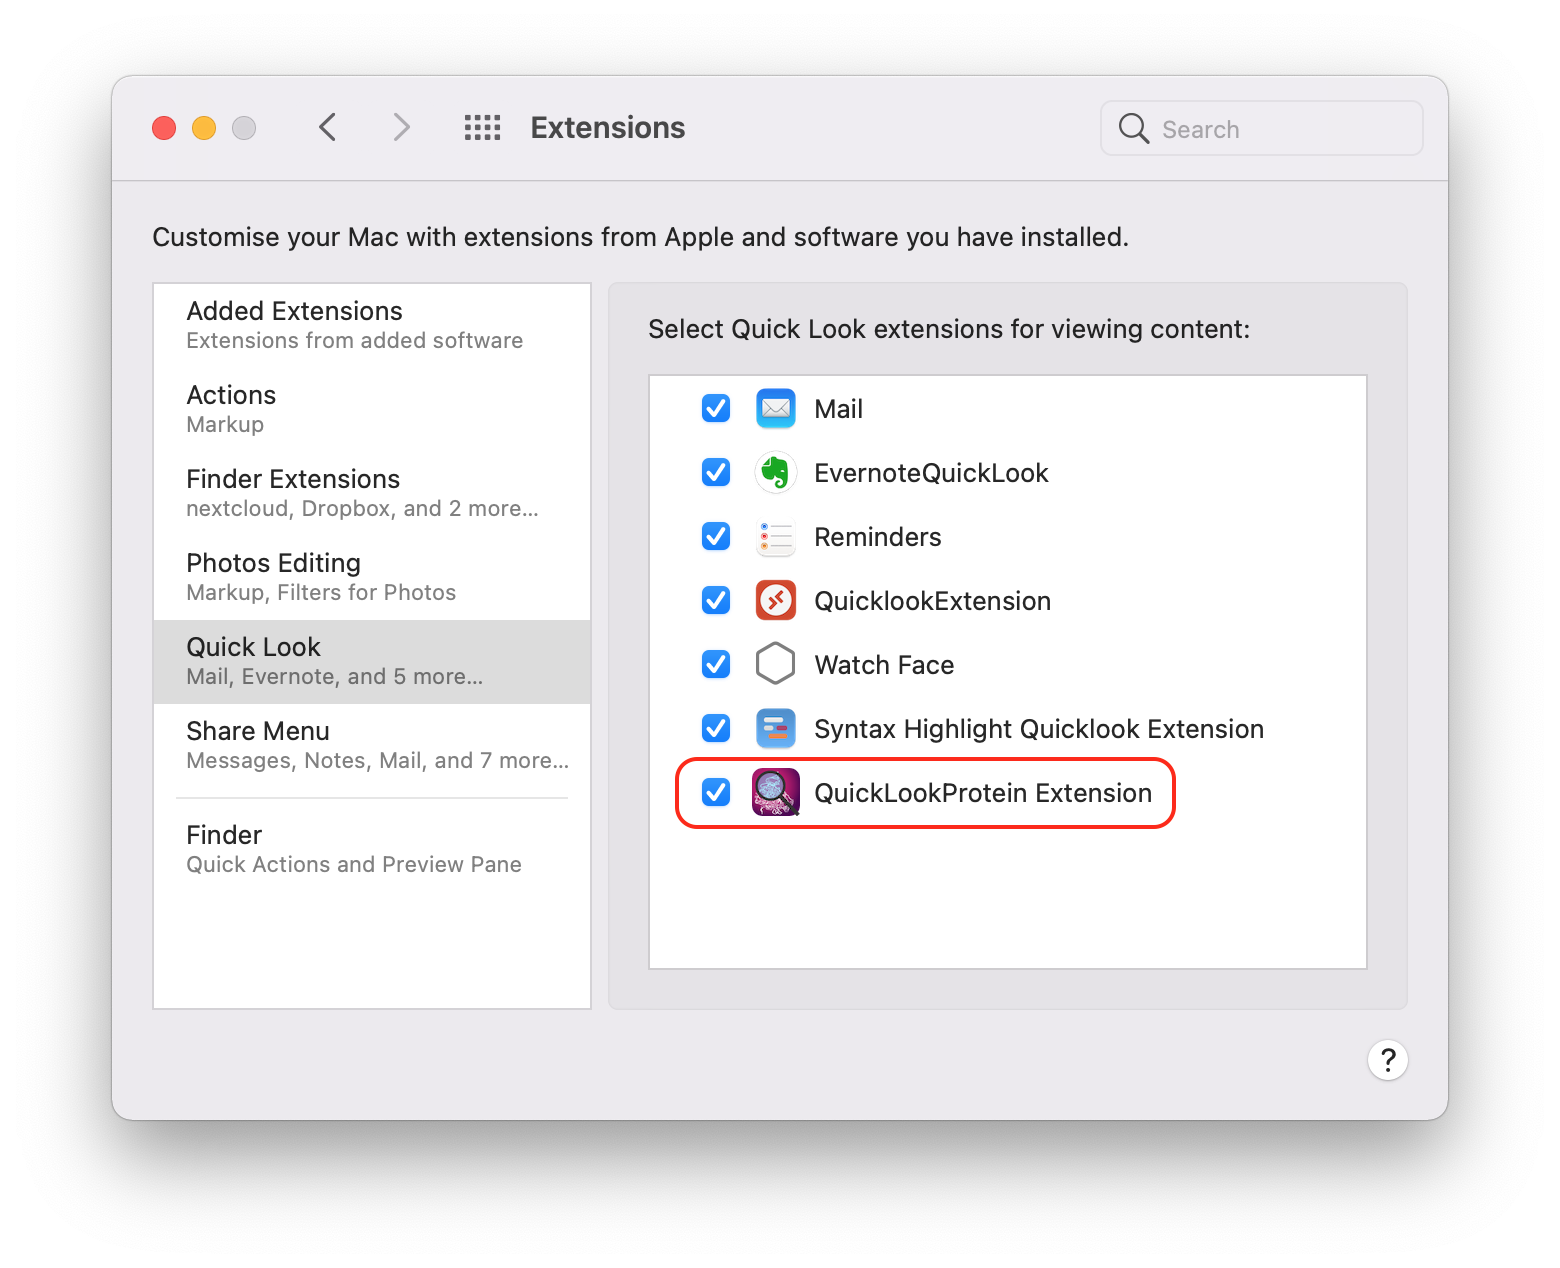 Extensions
Search
Customise your Mac with extensions from Apple and software you have installed.
Added Extensions
Extensions from added software
Actions
Markup
Finder Extensions
nextcloud, Dropbox, and 2 more...
Photos Editing
Markup, Filters for Photos
Quick Look
Mail, Evernote, and 5 more...
Share Menu
Messages, Notes, Mail, and 7 more...
Finder
Quick Actions and Preview Pane
Select Quick Look extensions for viewing content:
Mail
EvernoteQuickLook
Reminders
QuicklookExtension
Watch Face
Syntax Highlight Quicklook Extension
QuickLookProtein Extension
?